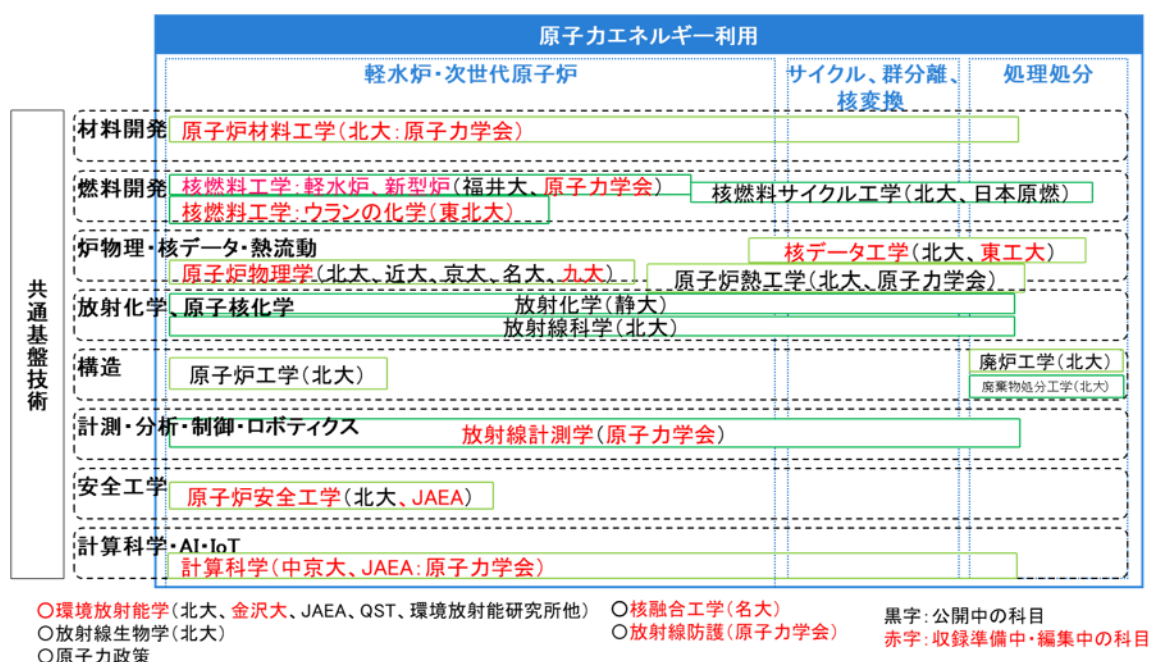 原子力エネルギー利用
軽水炉・次世代原子炉
サイクル、群分離、
核変換
処理処分
共通基盤技術
材料開発
原子炉材料工学(北大:原子力学会)
燃料開発
核燃料工学:軽水炉、新型炉(福井大、原子力学会)
核燃料サイクル工学(北大、日本原燃)
核燃料工学:ウランの化学(東北大)
炉物理・核データ・熱流動
核データ工学(北大、東工大)
原子炉物理学(北大、近大、京大、名大、九大)
原子炉熱工学(北大、原子力学会)
放射化学、原子核化学
放射化学(静大)
放射線科学(北大)
構造
原子炉工学(北大)
廃炉工学(北大)
廃棄物処分工学(北大)
計測・分析・制御・ロボティクス
放射線計測学(原子力学会)
安全工学
原子炉安全工学(北大、JAEA)
計算科学・AI・IoT
計算科学(中京大、JAEA:原子力学会)
〇環境放射能学(北大、金沢大、JAEA、QST、環境放射能研究所他)
〇放射線生物学(北大)
〇原子力政策
〇核融合工学(名大)
〇放射線防護(原子力学会)
黒字:公開中の科目
赤字:収録準備中・編集中の科目